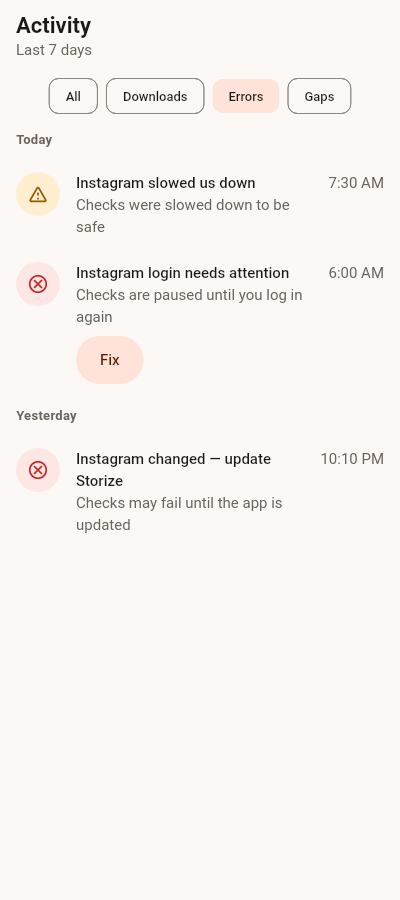 Activity
Last 7 days
All
Downloads
Errors
Gaps
Today
Instagram slowed us down
7:30 AM
Checks were slowed down to be
safe
Instagram login needs attention
6:00 AM
Checks are paused until you log in
again
Fix
Yesterday
Instagram changed — update
Storize
10:10 PM
Checks may fail until the app is
updated